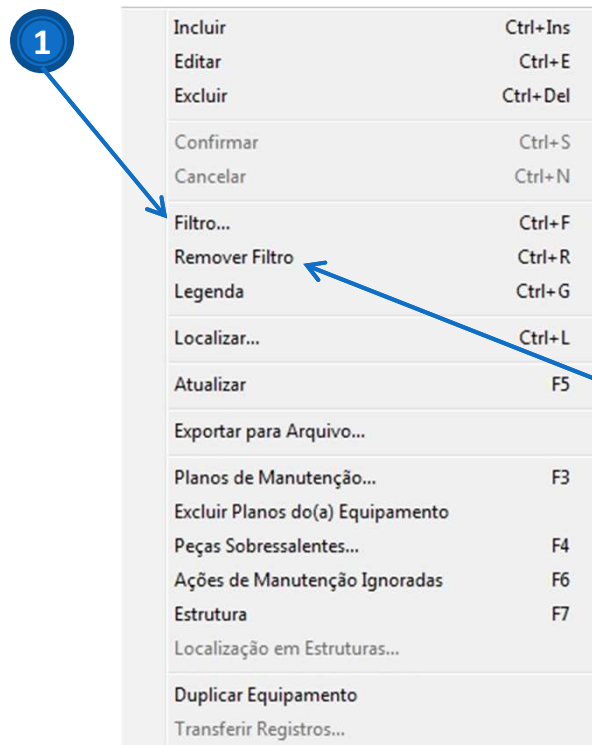 1
Incluir Ctrl+Ins
Editar Ctrl+E
Excluir Ctrl+Del
Confirmar Ctrl+S
Cancelar Ctrl+N
Filtro... Ctrl+F
Remover Filtro Ctrl+R
Legenda Ctrl+G
Localizar... Ctrl+L
Atualizar F5
Exportar para Arquivo...
Planos de Manutenção... F3
Excluir Planos do(a) Equipamento
Peças Sobressalentes... F4
Ações de Manutenção Ignoradas F6
Estrutura F7
Localização em Estruturas...
Duplicar Equipamento
Transferir Registros...